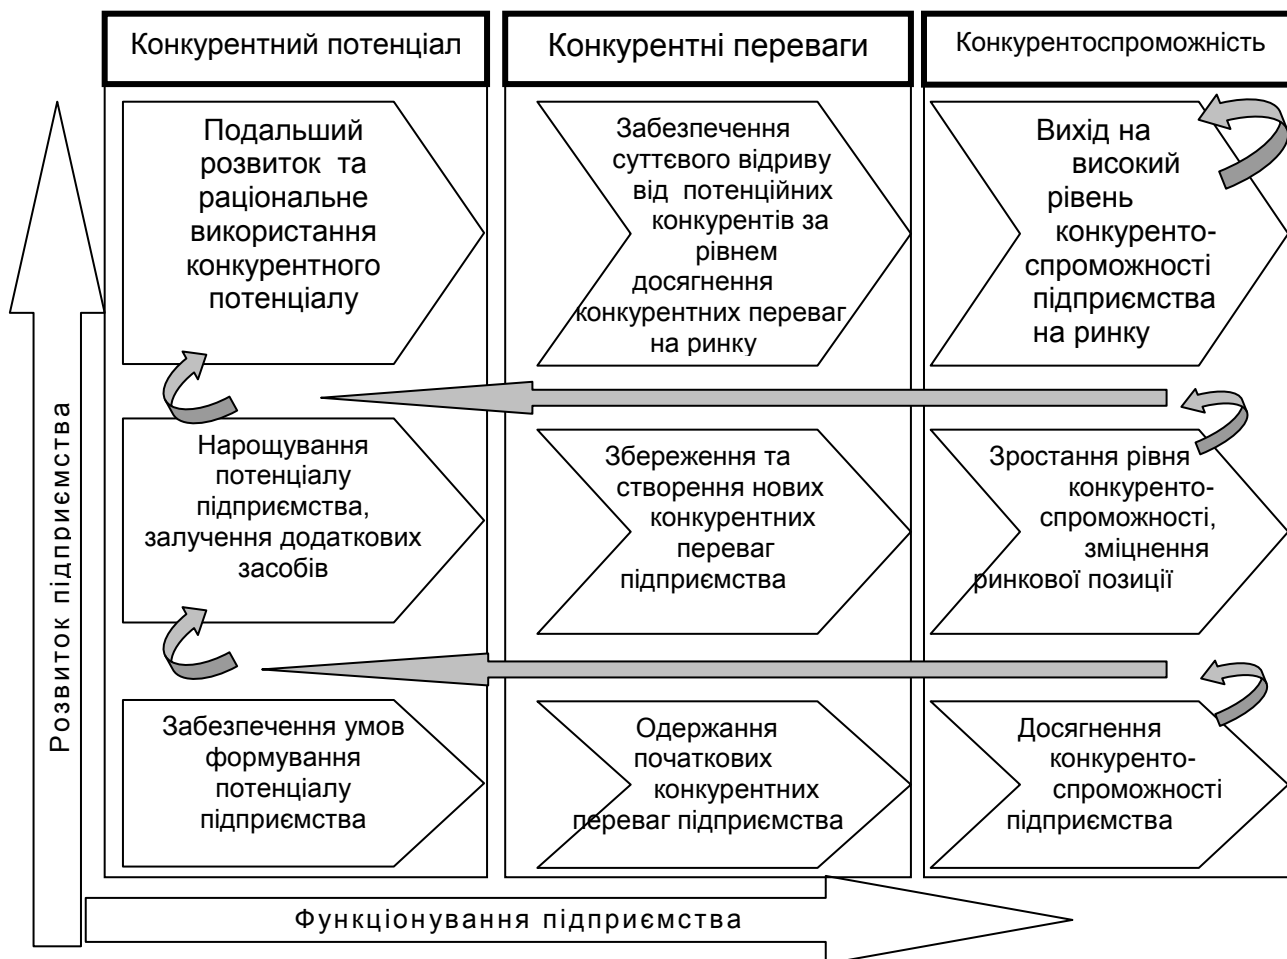 Конкурентний потенціал
Конкурентні переваги
Конкурентоспроможність
Подальший
розвиток та
раціональне
використання
конкурентного
потенціалу
Забезпечення
суттєвого відриву
від потенційних
конкурентів за
рівнем
досягнення
конкурентних переваг
на ринку
Вихід на
високий
рівень
конкуренто-
спроможності
підприємства
на ринку
Нарощування
потенціалу
підприємства,
залучення додаткових
засобів
Збереження та
створення нових
конкурентних
переваг
підприємства
Зростання рівня
конкуренто-
спроможності,
зміцнення
ринкової позиції
Забезпечення умов
формування
потенціалу
підприємства
Одержання
початкових
конкурентних
переваг підприємства
Досягнення
конкуренто-
спроможності
підприємства
Розвиток підприємства
Функціонування підприємства